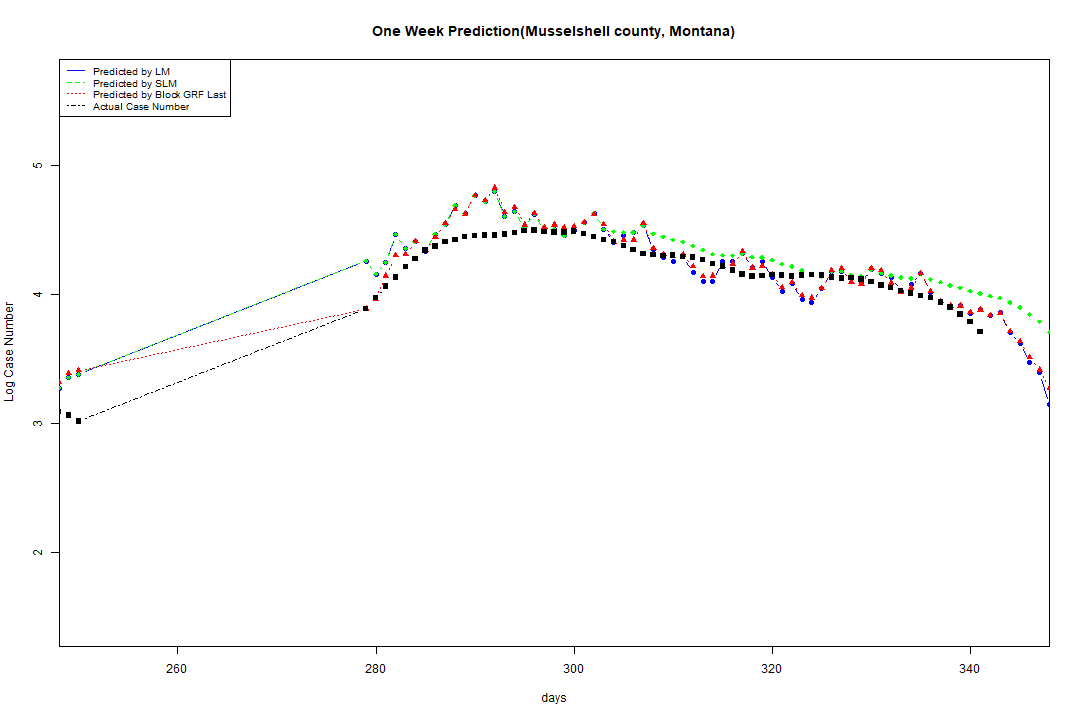 One Week Prediction(Musselshell county, Montana)
Predicted by LM
Predicted by SLM
Predicted by Block GRF Last
Actual Case Number
5
4
3
2
Log Case Number
260 280 300 320 340
days